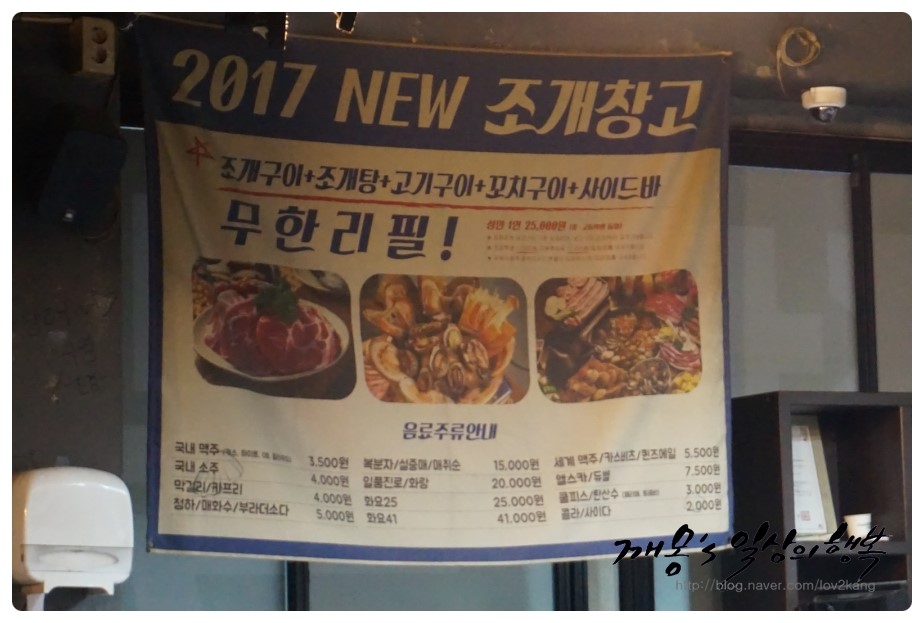 2017 NEW 조개창고
조개구이+조개탕+고기구이+꼬치구이+사이드바
무한리필!
성인 1인 25,000원
음료주류안내
국내 맥주 3,500원
국내 소주 4,000원
막걸리/카프리 4,000원
청하/매화수/부라더소다 5,000원
복분자/설중매/매취순 15,000원
일품진로/화랑 20,000원
화요25 25,000원
화요41 41,000원
세계 맥주/카스비츠/퀸즈에일 5,500원
엘스카/듀블 7,500원
쿨피스/탄산수 3,000원
콜라/사이다 2,000원
깨몽's 일상의 행복
http://blog.naver.com/lov2kang